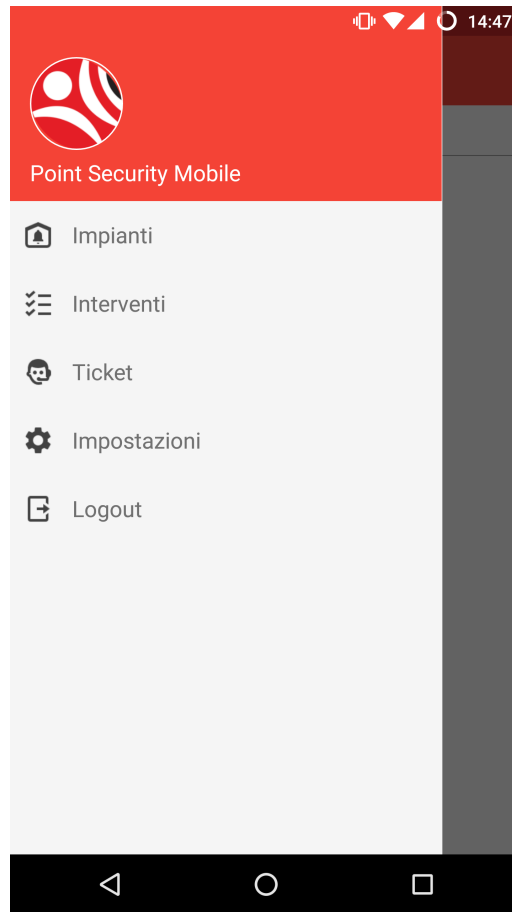 14:47
Point Security Mobile
Impianti
Interventi
Ticket
Impostazioni
Logout